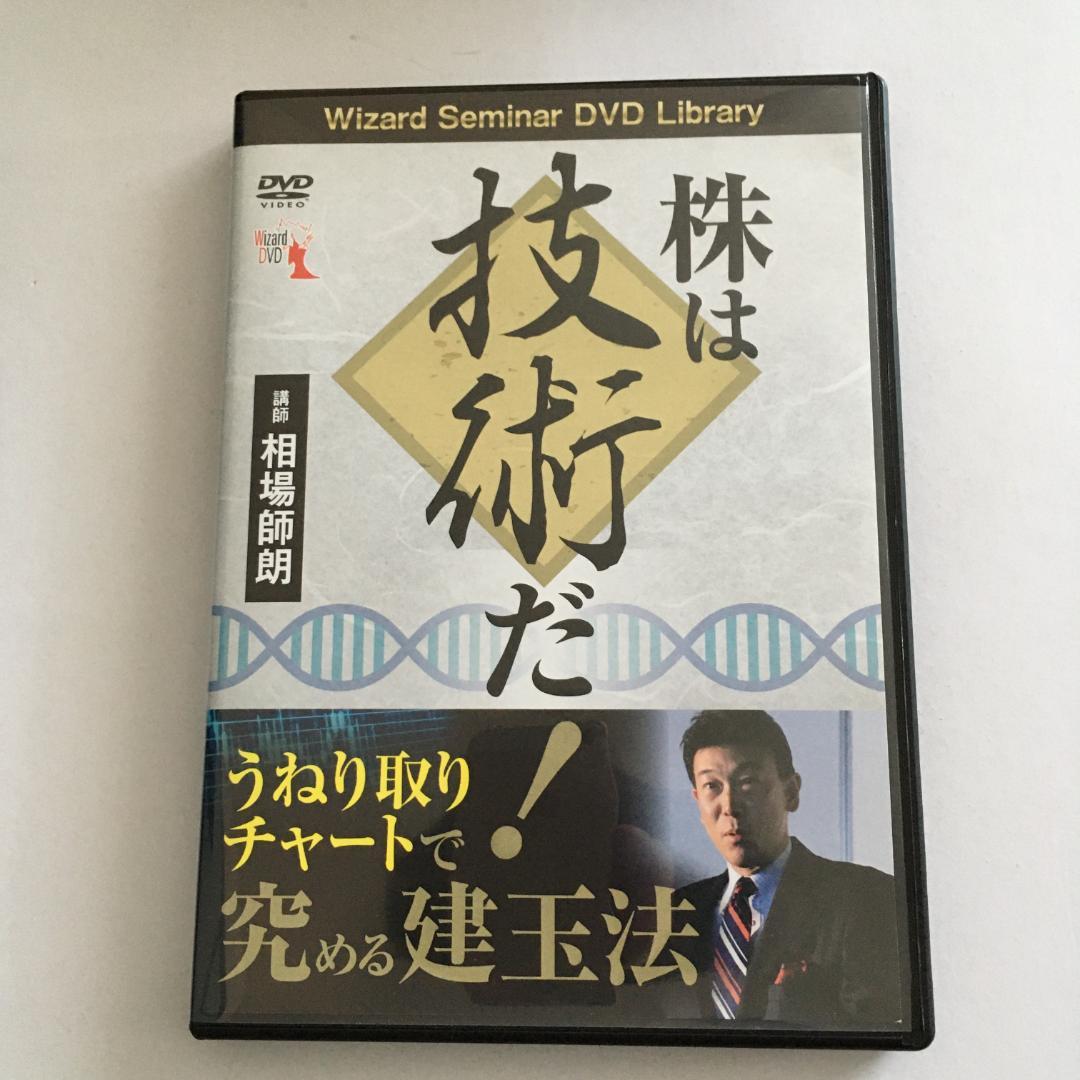 Wizard Seminar DVD Library
DVD
VIDEO
Wizard
DVD
株は
技術だ!
講師 相場師朗
うねり取り
チャートで
究める建玉法